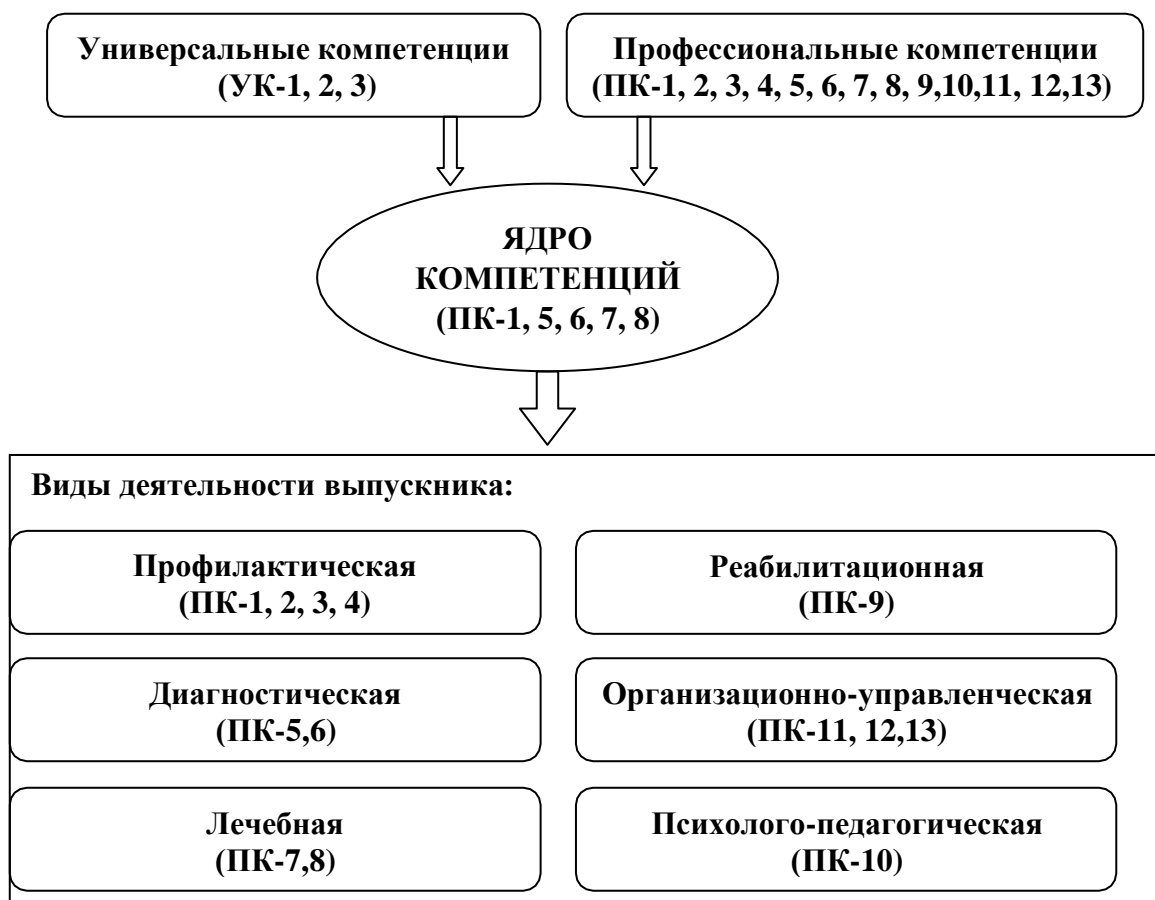 Универсальные компетенции
(УК-1, 2, 3)
Профессиональные компетенции
(ПК-1, 2, 3, 4, 5, 6, 7, 8, 9,10,11, 12,13)
ЯДРО
КОМПЕТЕНЦИЙ
(ПК-1, 5, 6, 7, 8)
Виды деятельности выпускника:
Профилактическая
(ПК-1, 2, 3, 4)
Реабилитационная
(ПК-9)
Диагностическая
(ПК-5,6)
Организационно-управленческая
(ПК-11, 12,13)
Лечебная
(ПК-7,8)
Психолого-педагогическая
(ПК-10)